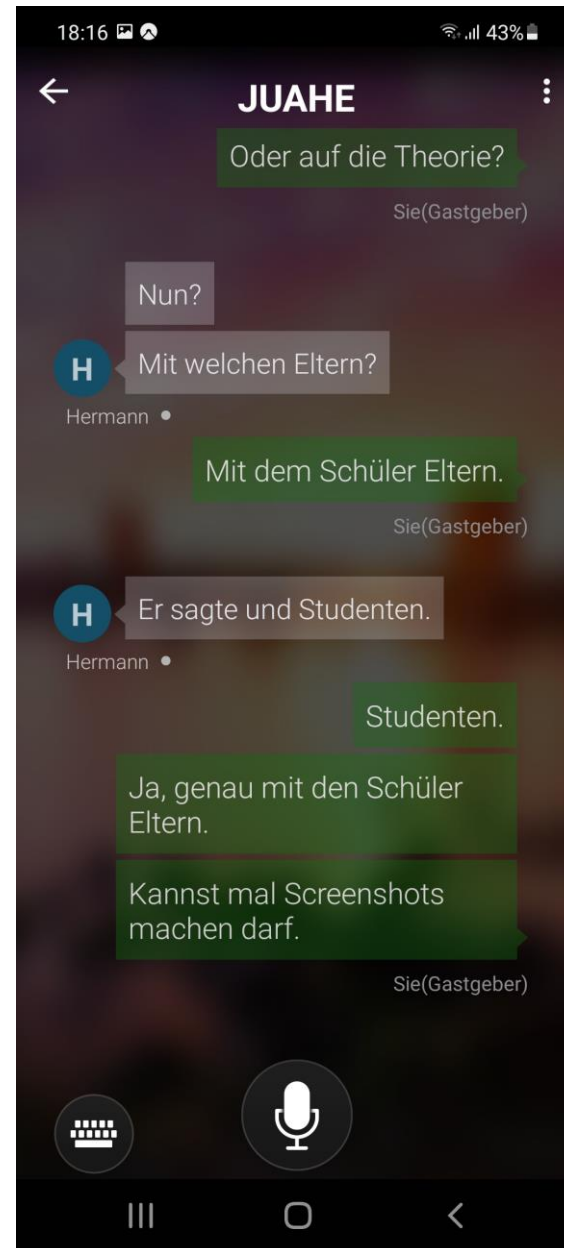 18:16 43%
JUAHE
Oder auf die Theorie?
Sie(Gastgeber)
Nun?
H Mit welchen Eltern?
Hermann
Mit dem Schüler Eltern.
Sie(Gastgeber)
H Er sagte und Studenten.
Hermann
Studenten.
Ja, genau mit den Schüler
Eltern.
Kannst mal Screenshots
machen darf.
Sie(Gastgeber)